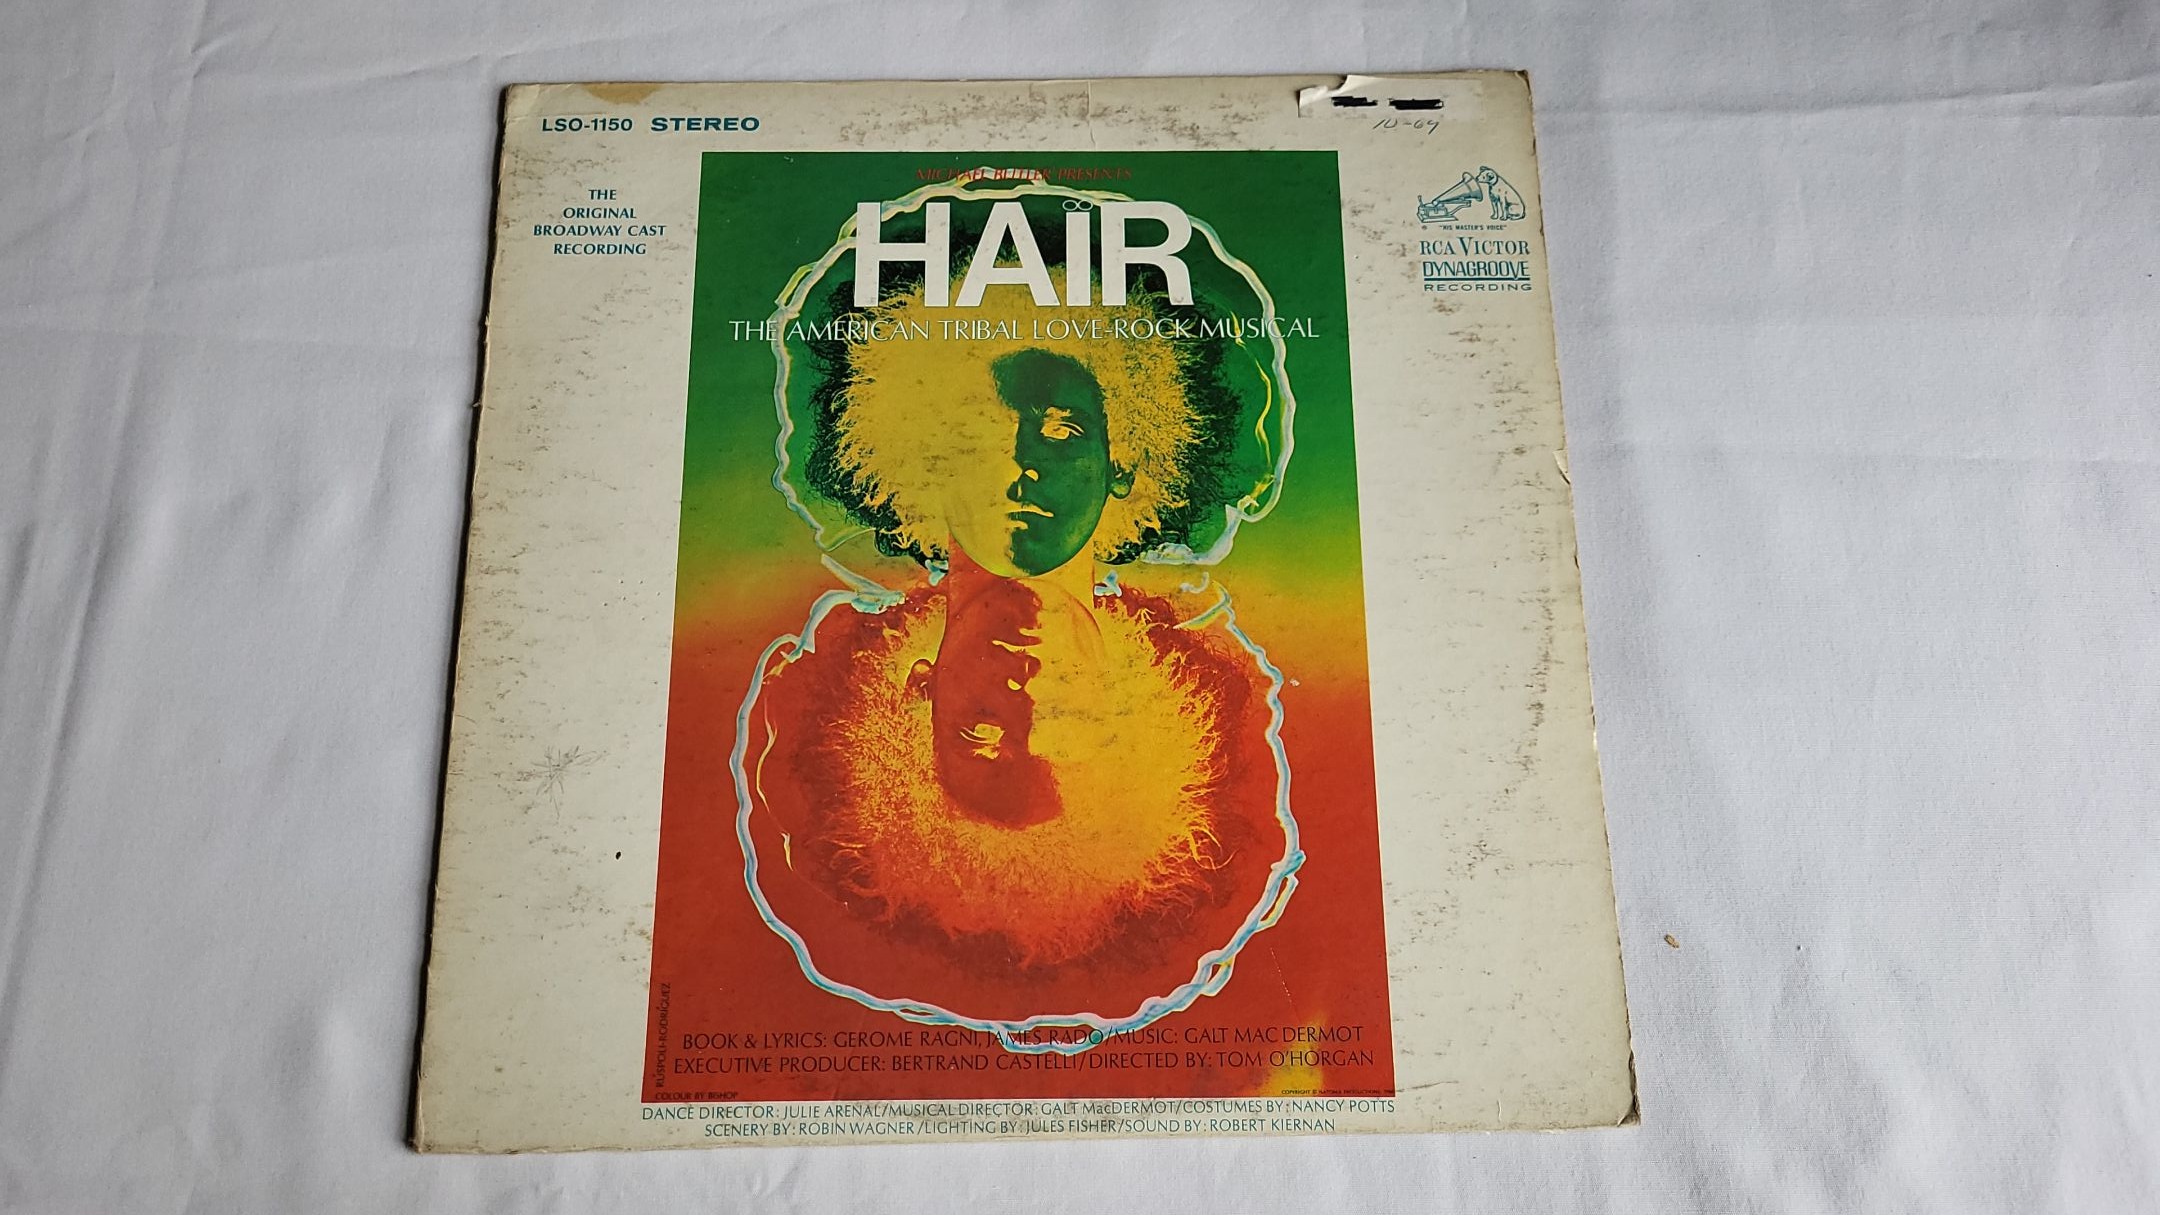 LSO-1150 STEREO
THE
ORIGINAL
BROADWAY CAST
RECORDING
"HIS MASTER'S VOICE"
RCA VICTOR
DYNAGROOVE
RECORDING
MICHAEL BUTLER PRESENTS
HAÏR
THE AMERICAN TRIBAL LOVE-ROCK MUSICAL
RUSPOLI-RODRIGUEZ
BOOK & LYRICS: GEROME RAGNI, JAMES RADO/MUSIC: GALT MAC DERMOT
EXECUTIVE PRODUCER: BERTRAND CASTELLI/DIRECTED BY: TOM O'HORGAN
COLOUR BY BISHOP
DANCE DIRECTOR: JULIE ARENAL/MUSICAL DIRECTOR: GALT MacDERMOT/COSTUMES BY: NANCY POTTS
SCENERY BY: ROBIN WAGNER/LIGHTING BY: JULES FISHER/SOUND BY: ROBERT KIERNAN